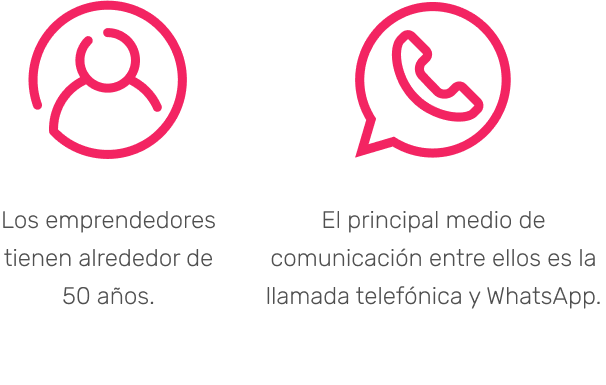 Los emprendedores
tienen alrededor de
50 años.
El principal medio de
comunicación entre ellos es la
llamada telefónica y WhatsApp.